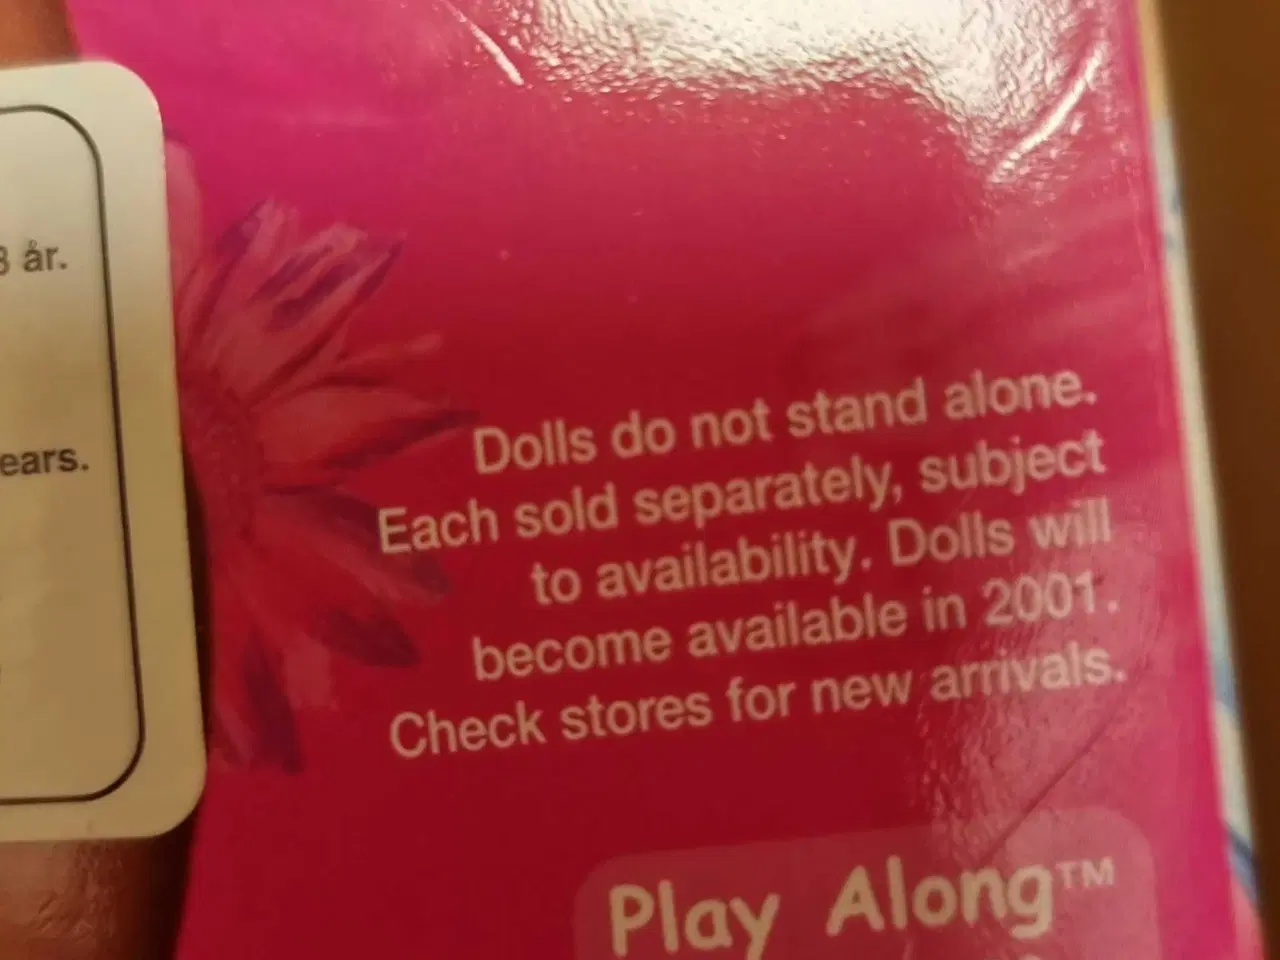 3 år.
ears.
Dolls do not stand alone.
Each sold separately, subject
to availability. Dolls will
become available in 2001.
Check stores for new arrivals.
Play Along™